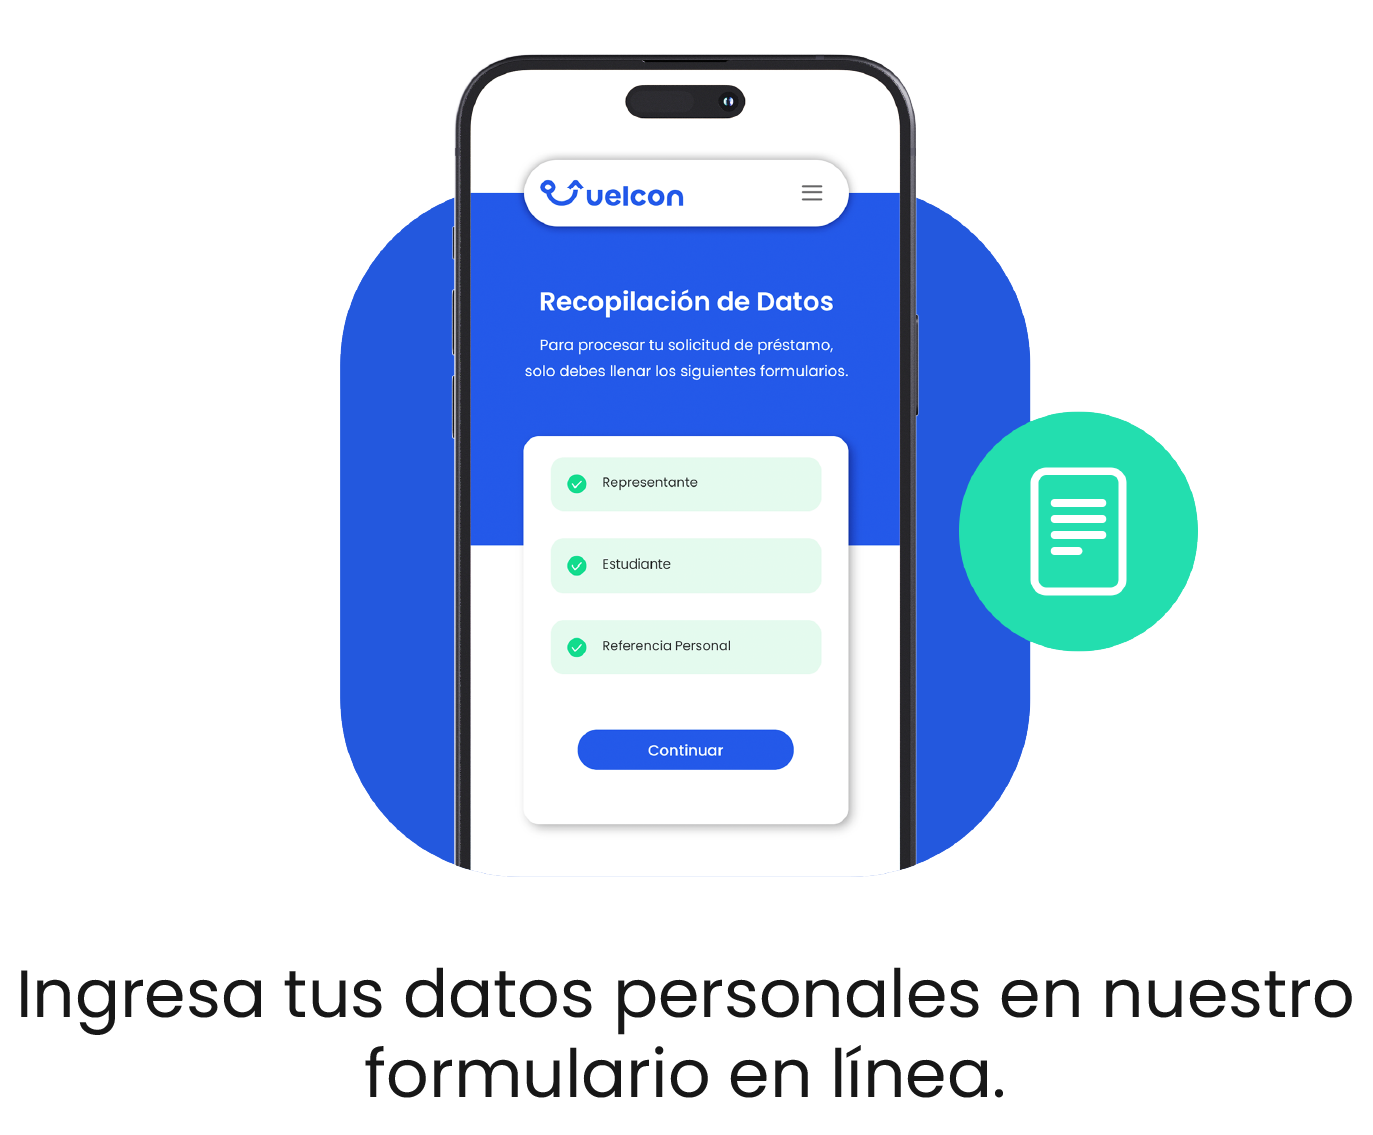 uelcon
Recopilación de Datos
Para procesar tu solicitud de préstamo,
solo debes llenar los siguientes formularios.
Representante
Estudiante
Referencia Personal
Continuar
Ingresa tus datos personales en nuestro
formulario en línea.